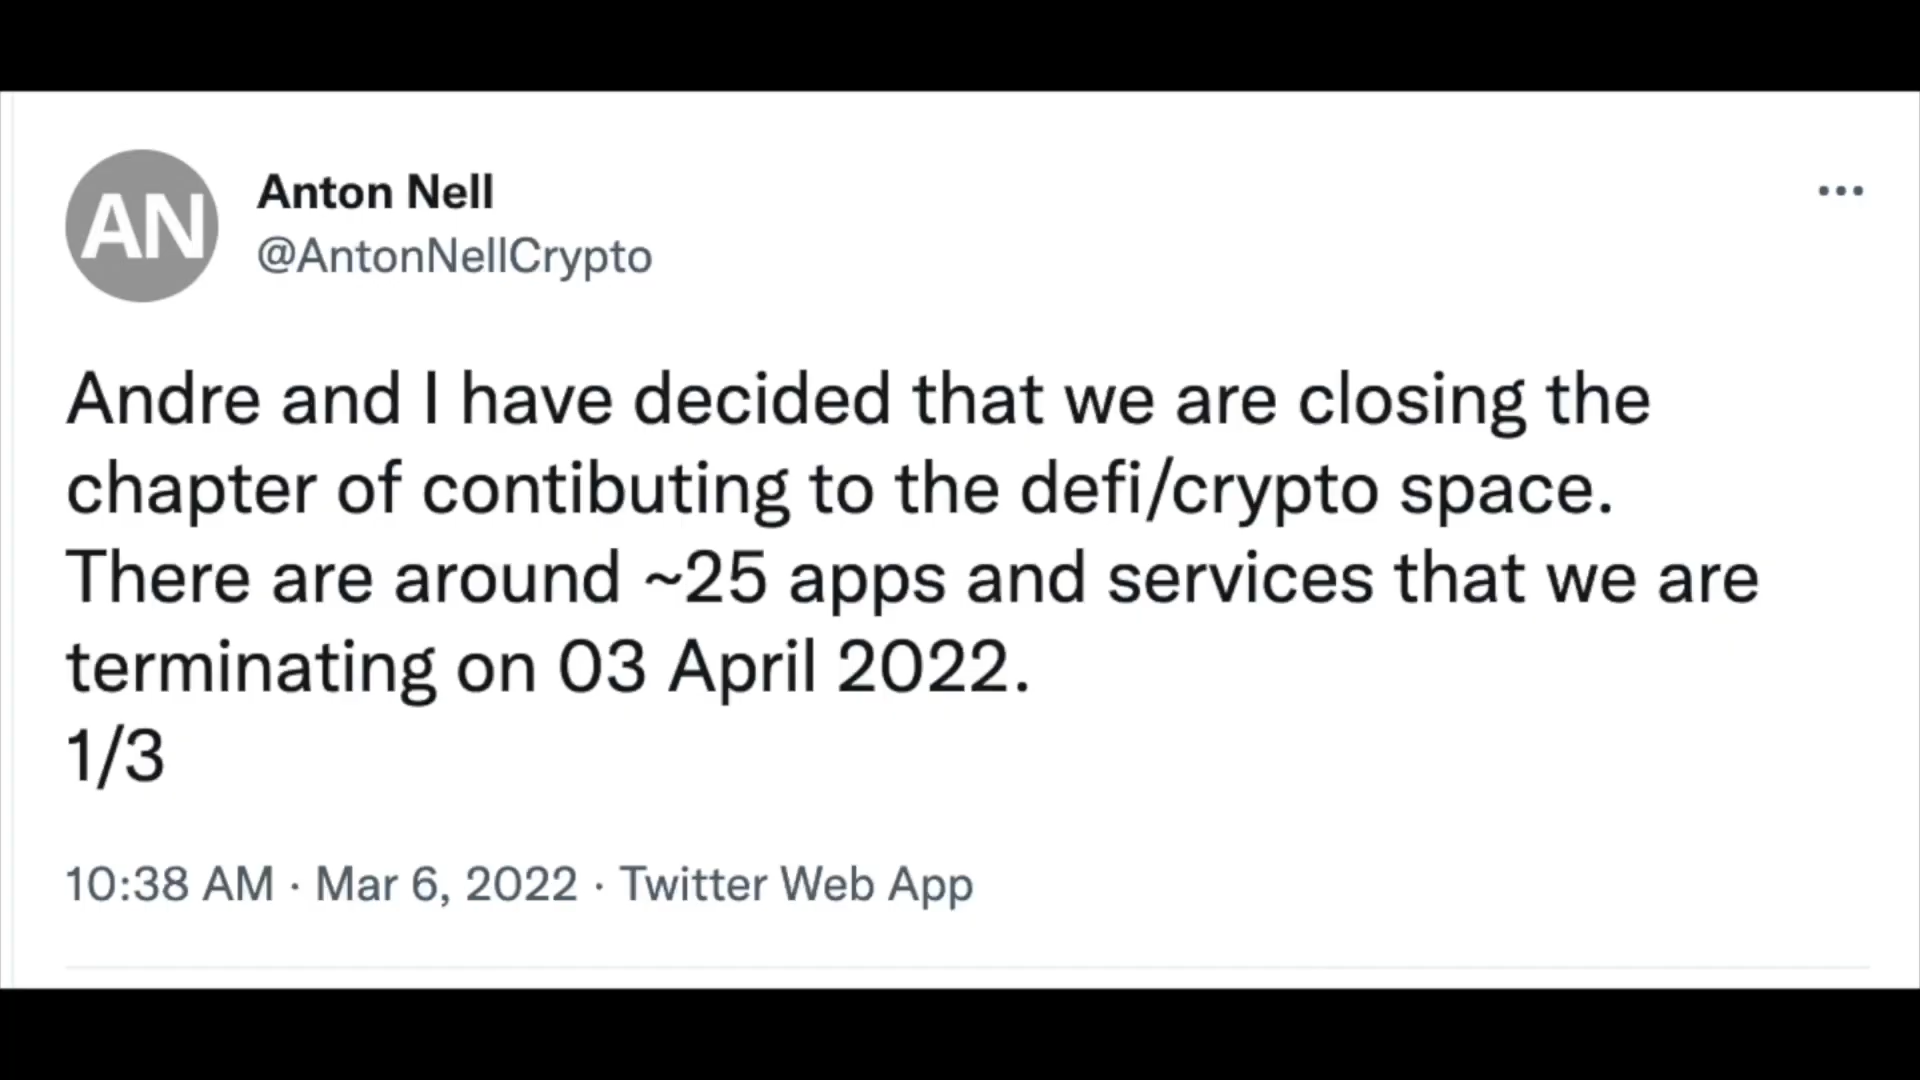 AN
Anton Nell
@AntonNellCrypto
Andre and I have decided that we are closing the
chapter of contibuting to the defi/crypto space.
There are around ~25 apps and services that we are
terminating on 03 April 2022.
1/3
10:38 AM · Mar 6, 2022 · Twitter Web App